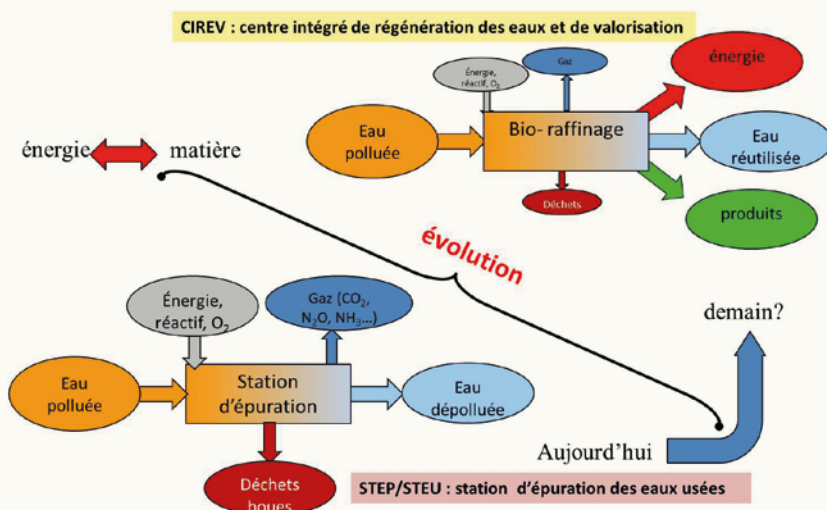 CIREV : centre intégré de régénération des eaux et de valorisation
Énergie,
réactif, O₂
Gaz
énergie
Eau
polluée
Bio- raffinage
Eau
réutilisée
Déchets
produits
énergie
matière
évolution
Énergie,
réactif, O₂
Gaz (CO₂,
N₂O, NH₃...)
demain?
Eau
polluée
Station
d'épuration
Eau
dépolluée
Aujourd'hui
Déchets
boues
STEP/STEU : station d'épuration des eaux usées